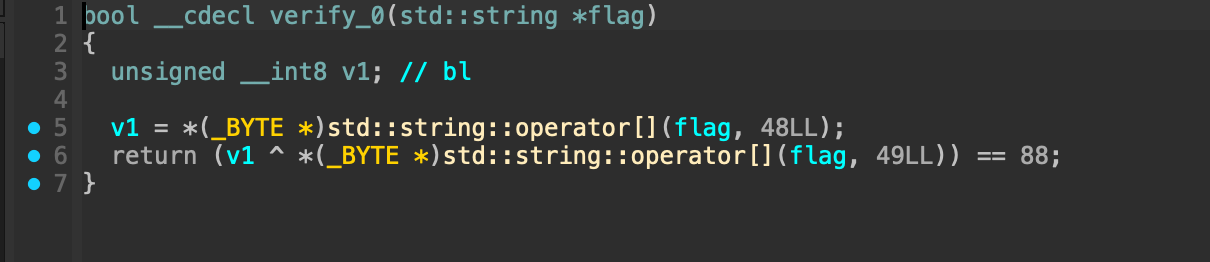 1 bool __cdecl verify_0(std::string *flag)
2 {
3   unsigned __int8 v1; // bl
4
5   v1 = *(_BYTE *)std::string::operator[](flag, 48LL);
6   return (v1 ^ *(_BYTE *)std::string::operator[](flag, 49LL)) == 88;
7 }